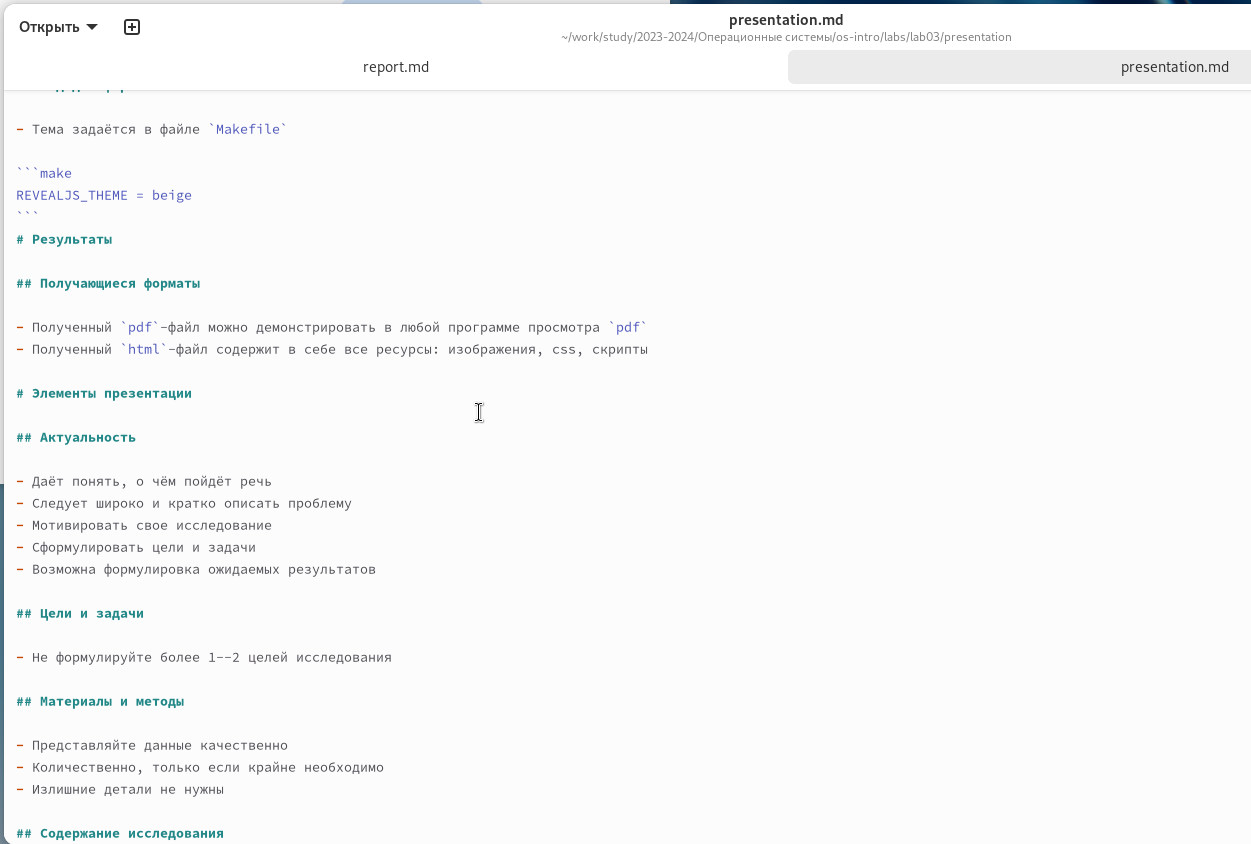 Открыть
presentation.md
~/work/study/2023-2024/Операционные системы/os-intro/labs/lab03/presentation
report.md
presentation.md
- Тема задаётся в файле `Makefile`
```make
REVEALJS_THEME = beige
```
# Результаты
## Получающиеся форматы
- Полученный `pdf`-файл можно демонстрировать в любой программе просмотра `pdf`
- Полученный `html`-файл содержит в себе все ресурсы: изображения, css, скрипты
# Элементы презентации
## Актуальность
- Даёт понять, о чём пойдёт речь
- Следует широко и кратко описать проблему
- Мотивировать свое исследование
- Сформулировать цели и задачи
- Возможна формулировка ожидаемых результатов
## Цели и задачи
- Не формулируйте более 1--2 целей исследования
## Материалы и методы
- Представляйте данные качественно
- Количественно, только если крайне необходимо
- Излишние детали не нужны
## Содержание исследования